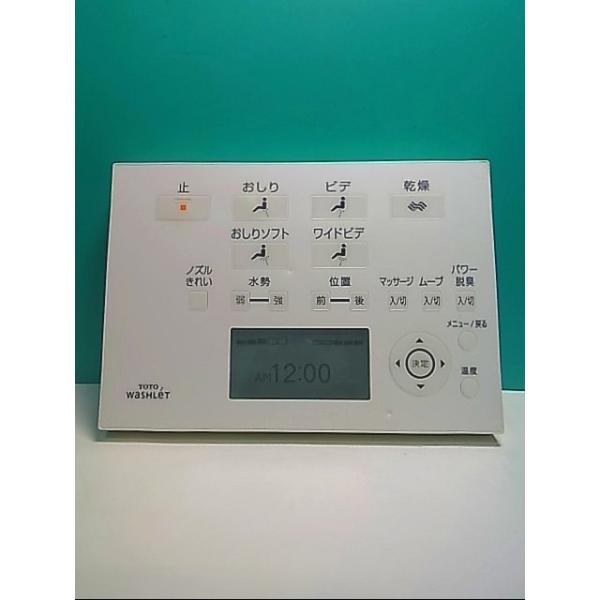 止 おしり ビデ 乾燥
おしりソフト ワイドビデ
ノズル
きれい
水勢 位置 マッサージ ムーブ
パワー
脱臭
弱 強 前 後 入/切 入/切 入/切
メニュー/戻る
決定
温度
AM 12:00
TOTO
WASHLET